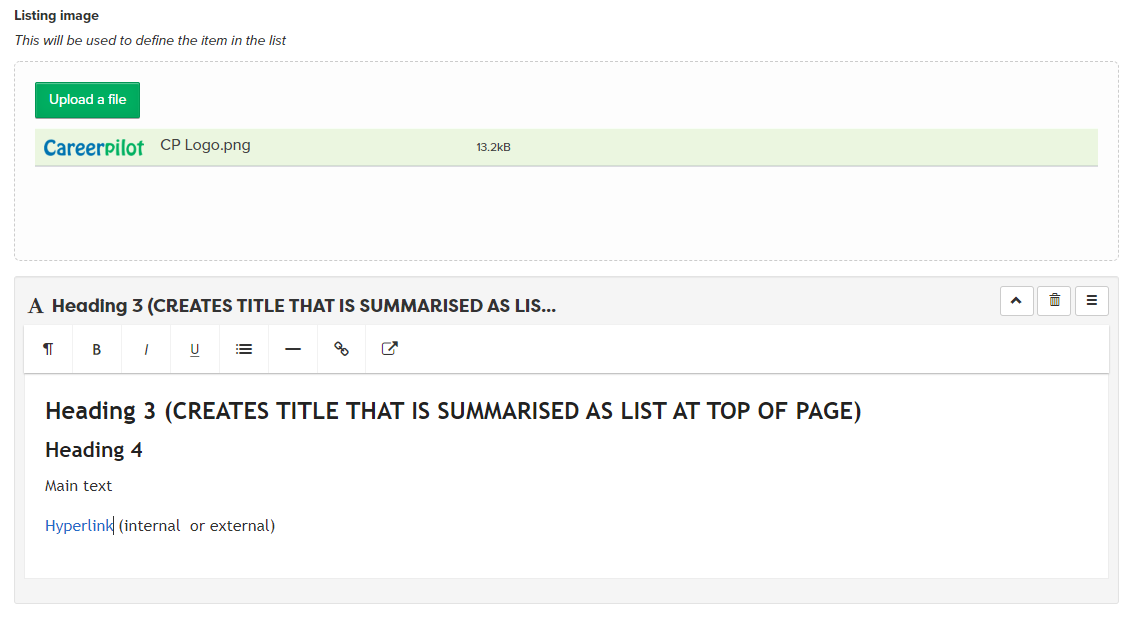 Listing image
This will be used to define the item in the list
Upload a file
Careerpilot CP Logo.png 13.2kB
A Heading 3 (CREATES TITLE THAT IS SUMMARISED AS LIS...
¶ B I U
Heading 3 (CREATES TITLE THAT IS SUMMARISED AS LIST AT TOP OF PAGE)
Heading 4
Main text
Hyperlink (internal  or external)